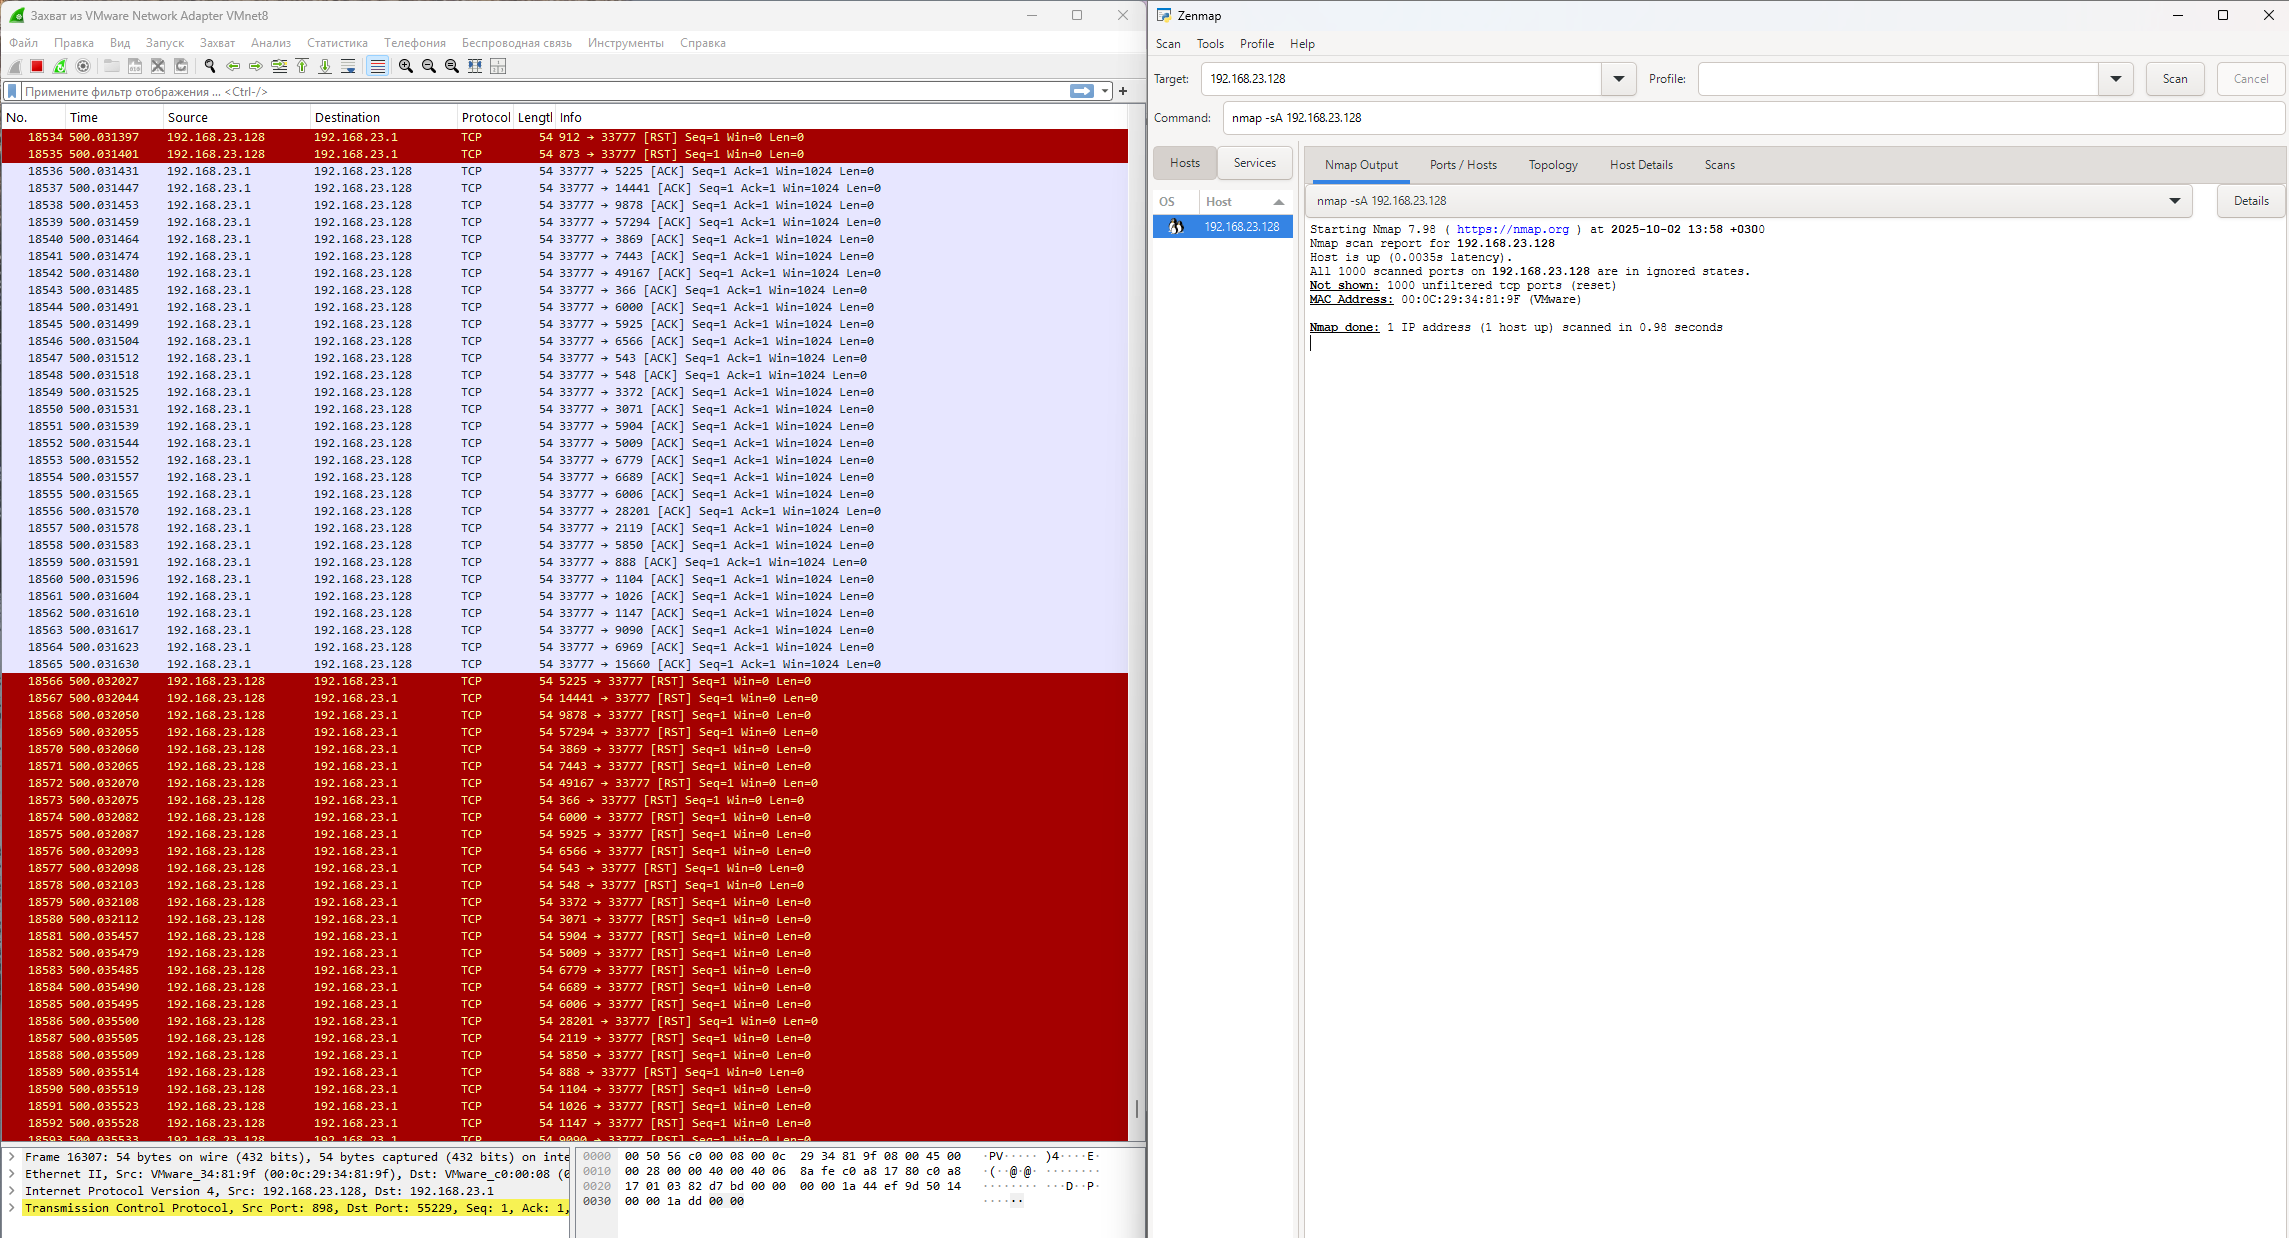 Захват из VMware Network Adapter VMnet8
Файл Правка Вид Запуск Захват Анализ Статистика Телефония Беспроводная связь Инструменты Справка
Примените фильтр отображения ... <Ctrl-/>
No. Time Source Destination Protocol Lengtl Info
18534 500.031397 192.168.23.128 192.168.23.1 TCP 54 912 → 33777 [RST] Seq=1 Win=0 Len=0
18535 500.031401 192.168.23.128 192.168.23.1 TCP 54 873 → 33777 [RST] Seq=1 Win=0 Len=0
18536 500.031431 192.168.23.1 192.168.23.128 TCP 54 33777 → 5225 [ACK] Seq=1 Ack=1 Win=1024 Len=0
18537 500.031447 192.168.23.1 192.168.23.128 TCP 54 33777 → 14441 [ACK] Seq=1 Ack=1 Win=1024 Len=0
18538 500.031453 192.168.23.1 192.168.23.128 TCP 54 33777 → 9878 [ACK] Seq=1 Ack=1 Win=1024 Len=0
18539 500.031459 192.168.23.1 192.168.23.128 TCP 54 33777 → 57294 [ACK] Seq=1 Ack=1 Win=1024 Len=0
18540 500.031464 192.168.23.1 192.168.23.128 TCP 54 33777 → 3869 [ACK] Seq=1 Ack=1 Win=1024 Len=0
18541 500.031474 192.168.23.1 192.168.23.128 TCP 54 33777 → 7443 [ACK] Seq=1 Ack=1 Win=1024 Len=0
18542 500.031480 192.168.23.1 192.168.23.128 TCP 54 33777 → 49167 [ACK] Seq=1 Ack=1 Win=1024 Len=0
18543 500.031485 192.168.23.1 192.168.23.128 TCP 54 33777 → 366 [ACK] Seq=1 Ack=1 Win=1024 Len=0
18544 500.031491 192.168.23.1 192.168.23.128 TCP 54 33777 → 6000 [ACK] Seq=1 Ack=1 Win=1024 Len=0
18545 500.031499 192.168.23.1 192.168.23.128 TCP 54 33777 → 5925 [ACK] Seq=1 Ack=1 Win=1024 Len=0
18546 500.031504 192.168.23.1 192.168.23.128 TCP 54 33777 → 6566 [ACK] Seq=1 Ack=1 Win=1024 Len=0
18547 500.031512 192.168.23.1 192.168.23.128 TCP 54 33777 → 543 [ACK] Seq=1 Ack=1 Win=1024 Len=0
18548 500.031518 192.168.23.1 192.168.23.128 TCP 54 33777 → 548 [ACK] Seq=1 Ack=1 Win=1024 Len=0
18549 500.031525 192.168.23.1 192.168.23.128 TCP 54 33777 → 3372 [ACK] Seq=1 Ack=1 Win=1024 Len=0
18550 500.031531 192.168.23.1 192.168.23.128 TCP 54 33777 → 3071 [ACK] Seq=1 Ack=1 Win=1024 Len=0
18551 500.031539 192.168.23.1 192.168.23.128 TCP 54 33777 → 5904 [ACK] Seq=1 Ack=1 Win=1024 Len=0
18552 500.031544 192.168.23.1 192.168.23.128 TCP 54 33777 → 5009 [ACK] Seq=1 Ack=1 Win=1024 Len=0
18553 500.031552 192.168.23.1 192.168.23.128 TCP 54 33777 → 6779 [ACK] Seq=1 Ack=1 Win=1024 Len=0
18554 500.031557 192.168.23.1 192.168.23.128 TCP 54 33777 → 6689 [ACK] Seq=1 Ack=1 Win=1024 Len=0
18555 500.031565 192.168.23.1 192.168.23.128 TCP 54 33777 → 6006 [ACK] Seq=1 Ack=1 Win=1024 Len=0
18556 500.031570 192.168.23.1 192.168.23.128 TCP 54 33777 → 28201 [ACK] Seq=1 Ack=1 Win=1024 Len=0
18557 500.031578 192.168.23.1 192.168.23.128 TCP 54 33777 → 2119 [ACK] Seq=1 Ack=1 Win=1024 Len=0
18558 500.031583 192.168.23.1 192.168.23.128 TCP 54 33777 → 5850 [ACK] Seq=1 Ack=1 Win=1024 Len=0
18559 500.031591 192.168.23.1 192.168.23.128 TCP 54 33777 → 888 [ACK] Seq=1 Ack=1 Win=1024 Len=0
18560 500.031596 192.168.23.1 192.168.23.128 TCP 54 33777 → 1104 [ACK] Seq=1 Ack=1 Win=1024 Len=0
18561 500.031604 192.168.23.1 192.168.23.128 TCP 54 33777 → 1026 [ACK] Seq=1 Ack=1 Win=1024 Len=0
18562 500.031610 192.168.23.1 192.168.23.128 TCP 54 33777 → 1147 [ACK] Seq=1 Ack=1 Win=1024 Len=0
18563 500.031617 192.168.23.1 192.168.23.128 TCP 54 33777 → 9090 [ACK] Seq=1 Ack=1 Win=1024 Len=0
18564 500.031623 192.168.23.1 192.168.23.128 TCP 54 33777 → 6969 [ACK] Seq=1 Ack=1 Win=1024 Len=0
18565 500.031630 192.168.23.1 192.168.23.128 TCP 54 33777 → 15660 [ACK] Seq=1 Ack=1 Win=1024 Len=0
18566 500.032027 192.168.23.128 192.168.23.1 TCP 54 5225 → 33777 [RST] Seq=1 Win=0 Len=0
18567 500.032044 192.168.23.128 192.168.23.1 TCP 54 14441 → 33777 [RST] Seq=1 Win=0 Len=0
18568 500.032050 192.168.23.128 192.168.23.1 TCP 54 9878 → 33777 [RST] Seq=1 Win=0 Len=0
18569 500.032055 192.168.23.128 192.168.23.1 TCP 54 57294 → 33777 [RST] Seq=1 Win=0 Len=0
18570 500.032060 192.168.23.128 192.168.23.1 TCP 54 3869 → 33777 [RST] Seq=1 Win=0 Len=0
18571 500.032065 192.168.23.128 192.168.23.1 TCP 54 7443 → 33777 [RST] Seq=1 Win=0 Len=0
18572 500.032070 192.168.23.128 192.168.23.1 TCP 54 49167 → 33777 [RST] Seq=1 Win=0 Len=0
18573 500.032075 192.168.23.128 192.168.23.1 TCP 54 366 → 33777 [RST] Seq=1 Win=0 Len=0
18574 500.032082 192.168.23.128 192.168.23.1 TCP 54 6000 → 33777 [RST] Seq=1 Win=0 Len=0
18575 500.032087 192.168.23.128 192.168.23.1 TCP 54 5925 → 33777 [RST] Seq=1 Win=0 Len=0
18576 500.032093 192.168.23.128 192.168.23.1 TCP 54 6566 → 33777 [RST] Seq=1 Win=0 Len=0
18577 500.032098 192.168.23.128 192.168.23.1 TCP 54 543 → 33777 [RST] Seq=1 Win=0 Len=0
18578 500.032103 192.168.23.128 192.168.23.1 TCP 54 548 → 33777 [RST] Seq=1 Win=0 Len=0
18579 500.032108 192.168.23.128 192.168.23.1 TCP 54 3372 → 33777 [RST] Seq=1 Win=0 Len=0
18580 500.032112 192.168.23.128 192.168.23.1 TCP 54 3071 → 33777 [RST] Seq=1 Win=0 Len=0
18581 500.035457 192.168.23.128 192.168.23.1 TCP 54 5904 → 33777 [RST] Seq=1 Win=0 Len=0
18582 500.035479 192.168.23.128 192.168.23.1 TCP 54 5009 → 33777 [RST] Seq=1 Win=0 Len=0
18583 500.035485 192.168.23.128 192.168.23.1 TCP 54 6779 → 33777 [RST] Seq=1 Win=0 Len=0
18584 500.035490 192.168.23.128 192.168.23.1 TCP 54 6689 → 33777 [RST] Seq=1 Win=0 Len=0
18585 500.035495 192.168.23.128 192.168.23.1 TCP 54 6006 → 33777 [RST] Seq=1 Win=0 Len=0
18586 500.035500 192.168.23.128 192.168.23.1 TCP 54 28201 → 33777 [RST] Seq=1 Win=0 Len=0
18587 500.035505 192.168.23.128 192.168.23.1 TCP 54 2119 → 33777 [RST] Seq=1 Win=0 Len=0
18588 500.035509 192.168.23.128 192.168.23.1 TCP 54 5850 → 33777 [RST] Seq=1 Win=0 Len=0
18589 500.035514 192.168.23.128 192.168.23.1 TCP 54 888 → 33777 [RST] Seq=1 Win=0 Len=0
18590 500.035519 192.168.23.128 192.168.23.1 TCP 54 1104 → 33777 [RST] Seq=1 Win=0 Len=0
18591 500.035523 192.168.23.128 192.168.23.1 TCP 54 1026 → 33777 [RST] Seq=1 Win=0 Len=0
18592 500.035528 192.168.23.128 192.168.23.1 TCP 54 1147 → 33777 [RST] Seq=1 Win=0 Len=0
18593 500.035533 192.168.23.128 192.168.23.1 TCP 54 9090 → 33777 [RST] Seq=1 Win=0 Len=0
Frame 16307: 54 bytes on wire (432 bits), 54 bytes captured (432 bits) on inte
Ethernet II, Src: VMware_34:81:9f (00:0c:29:34:81:9f), Dst: VMware_c0:00:08 (0
Internet Protocol Version 4, Src: 192.168.23.128, Dst: 192.168.23.1
Transmission Control Protocol, Src Port: 898, Dst Port: 55229, Seq: 1, Ack: 1,
0000 00 50 56 c0 00 08 00 0c 29 34 81 9f 08 00 45 00 ·PV····· )4····E·
0010 00 28 00 00 40 00 40 06 8a fe c0 a8 17 80 c0 a8 ·(··@·@· ········
0020 17 01 03 82 d7 bd 00 00 00 00 1a 44 ef 9d 50 14 ········ ···D··P·
0030 00 00 1a dd 00 00 ······
Zenmap
Scan Tools Profile Help
Target: 192.168.23.128 Profile: Scan Cancel
Command: nmap -sA 192.168.23.128
Hosts Services
OS Host
192.168.23.128
Nmap Output Ports / Hosts Topology Host Details Scans
nmap -sA 192.168.23.128 Details
Starting Nmap 7.98 ( https://nmap.org ) at 2025-10-02 13:58 +0300
Nmap scan report for 192.168.23.128
Host is up (0.0035s latency).
All 1000 scanned ports on 192.168.23.128 are in ignored states.
Not shown: 1000 unfiltered tcp ports (reset)
MAC Address: 00:0C:29:34:81:9F (VMware)
Nmap done: 1 IP address (1 host up) scanned in 0.98 seconds